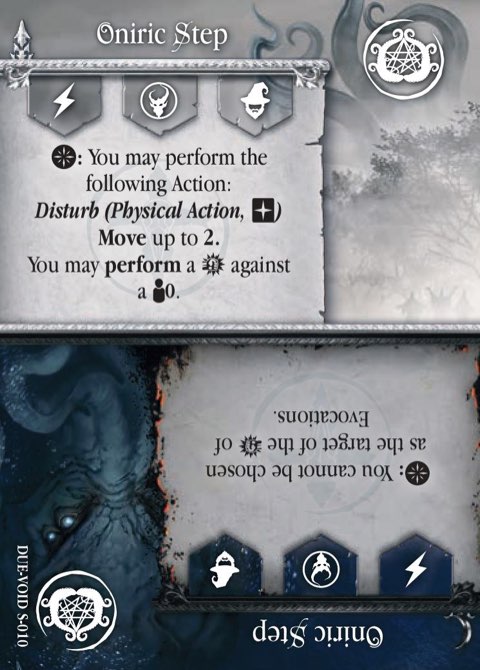 Oniric Step
: You may perform the
following Action:
Disturb (Physical Action, )
Move up to 2.
You may perform a against
a 0.
: You cannot be chosen
as the target of the of
Evocations.
Oniric Step
DUE-VOID S-010